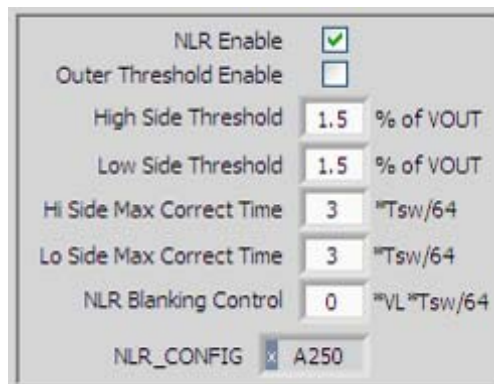 NLR Enable
Outer Threshold Enable
High Side Threshold 1.5 % of VOUT
Low Side Threshold 1.5 % of VOUT
Hi Side Max Correct Time 3 *Tsw/64
Lo Side Max Correct Time 3 *Tsw/64
NLR Blanking Control 0 *VL*Tsw/64
NLR_CONFIG x A250